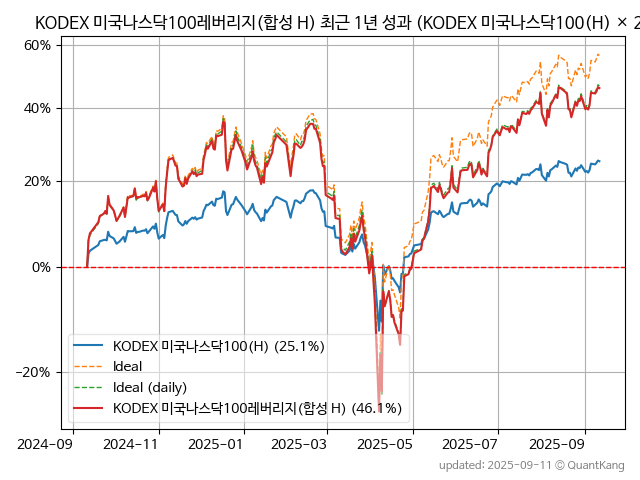 KODEX 미국나스닥100레버리지(합성 H) 최근 1년 성과 (KODEX 미국나스닥100(H) × 2
60%
40%
20%
0%
−20%
KODEX 미국나스닥100(H) (25.1%)
Ideal
Ideal (daily)
KODEX 미국나스닥100레버리지(합성 H) (46.1%)
2024-09
2024-11
2025-01
2025-03
2025-05
2025-07
2025-09
updated: 2025-09-11 © QuantKang